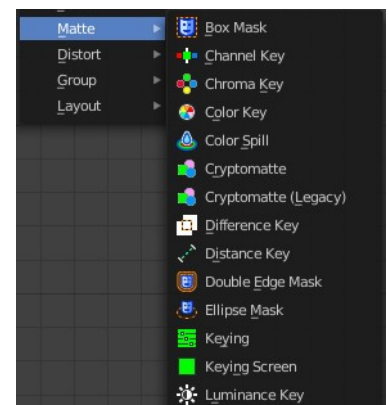 Matte
Distort
Group
Layout
Box Mask
Channel Key
Chroma Key
Color Key
Color Spill
Cryptomatte
Cryptomatte (Legacy)
Difference Key
Distance Key
Double Edge Mask
Ellipse Mask
Keying
Keying Screen
Luminance Key